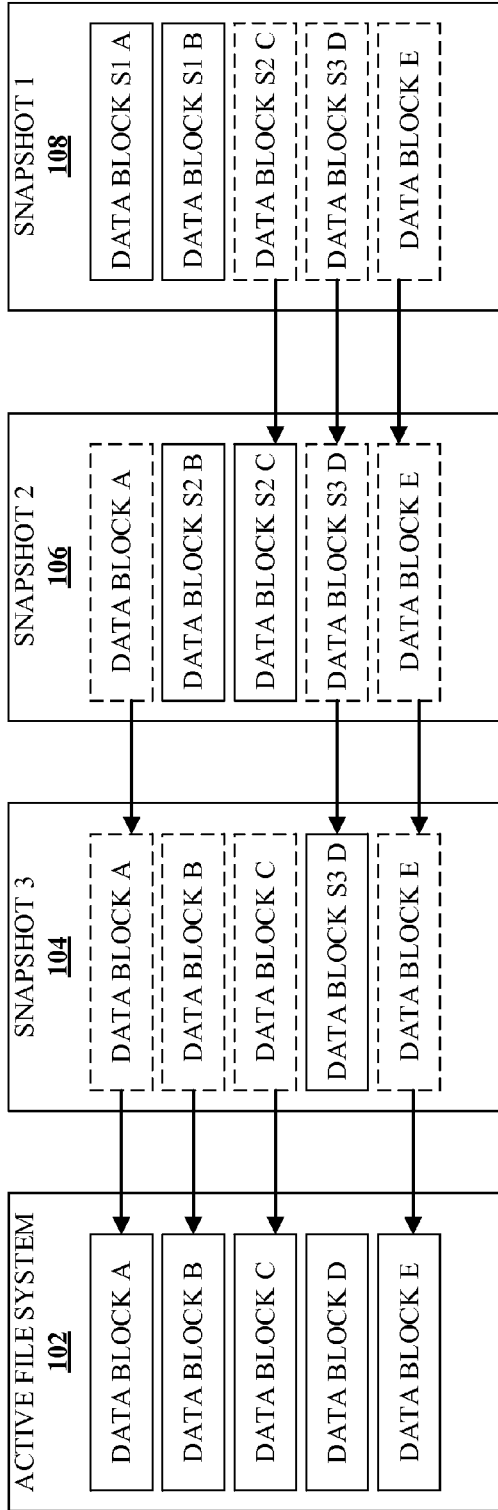 ACTIVE FILE SYSTEM
102
DATA BLOCK A
DATA BLOCK B
DATA BLOCK C
DATA BLOCK D
DATA BLOCK E
SNAPSHOT 3
104
DATA BLOCK A
DATA BLOCK B
DATA BLOCK C
DATA BLOCK S3 D
DATA BLOCK E
SNAPSHOT 2
106
DATA BLOCK A
DATA BLOCK S2 B
DATA BLOCK S2 C
DATA BLOCK S3 D
DATA BLOCK E
SNAPSHOT 1
108
DATA BLOCK S1 A
DATA BLOCK S1 B
DATA BLOCK S2 C
DATA BLOCK S3 D
DATA BLOCK E